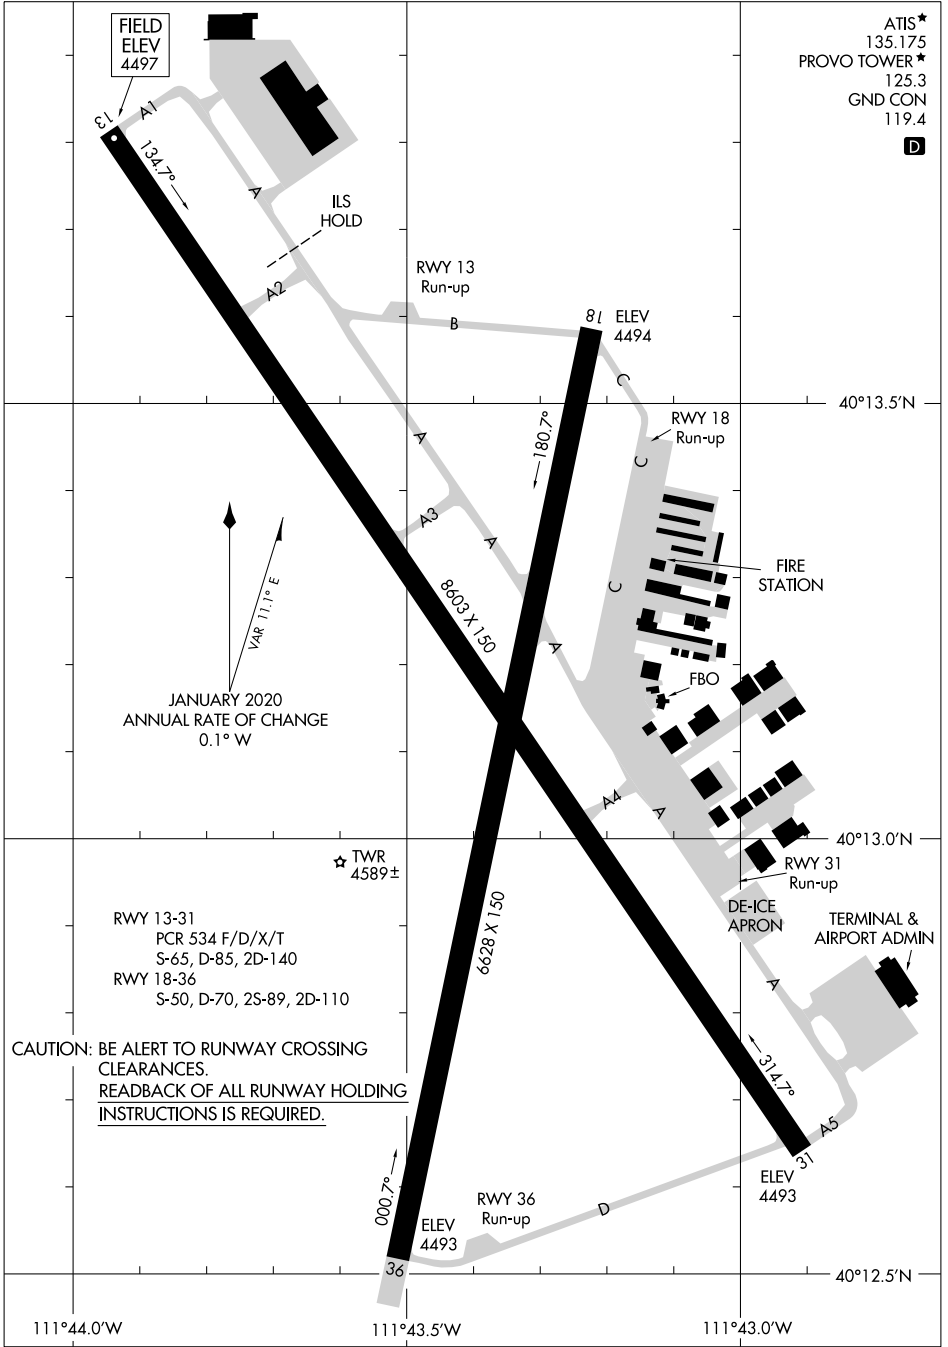 FIELD
ELEV
4497
ATIS★
135.175
PROVO TOWER★
125.3
GND CON
119.4
D
13
A1
134.7°
A
ILS
HOLD
A2
RWY 13
Run-up
B
18
ELEV
4494
C
40°13.5'N
RWY 18
Run-up
180.7°
A
C
A3
A
FIRE
STATION
C
VAR 11.1° E
8603 X 150
A
FBO
JANUARY 2020
ANNUAL RATE OF CHANGE
0.1° W
A4
A
40°13.0'N
TWR
4589±
RWY 31
Run-up
DE-ICE
APRON
TERMINAL &
AIRPORT ADMIN
RWY 13-31
PCR 534 F/D/X/T
S-65, D-85, 2D-140
RWY 18-36
S-50, D-70, 2S-89, 2D-110
6628 X 150
A
CAUTION: BE ALERT TO RUNWAY CROSSING
CLEARANCES.
READBACK OF ALL RUNWAY HOLDING
INSTRUCTIONS IS REQUIRED.
314.7°
A5
31
ELEV
4493
000.7°
RWY 36
Run-up
D
ELEV
4493
36
40°12.5'N
111°44.0'W
111°43.5'W
111°43.0'W